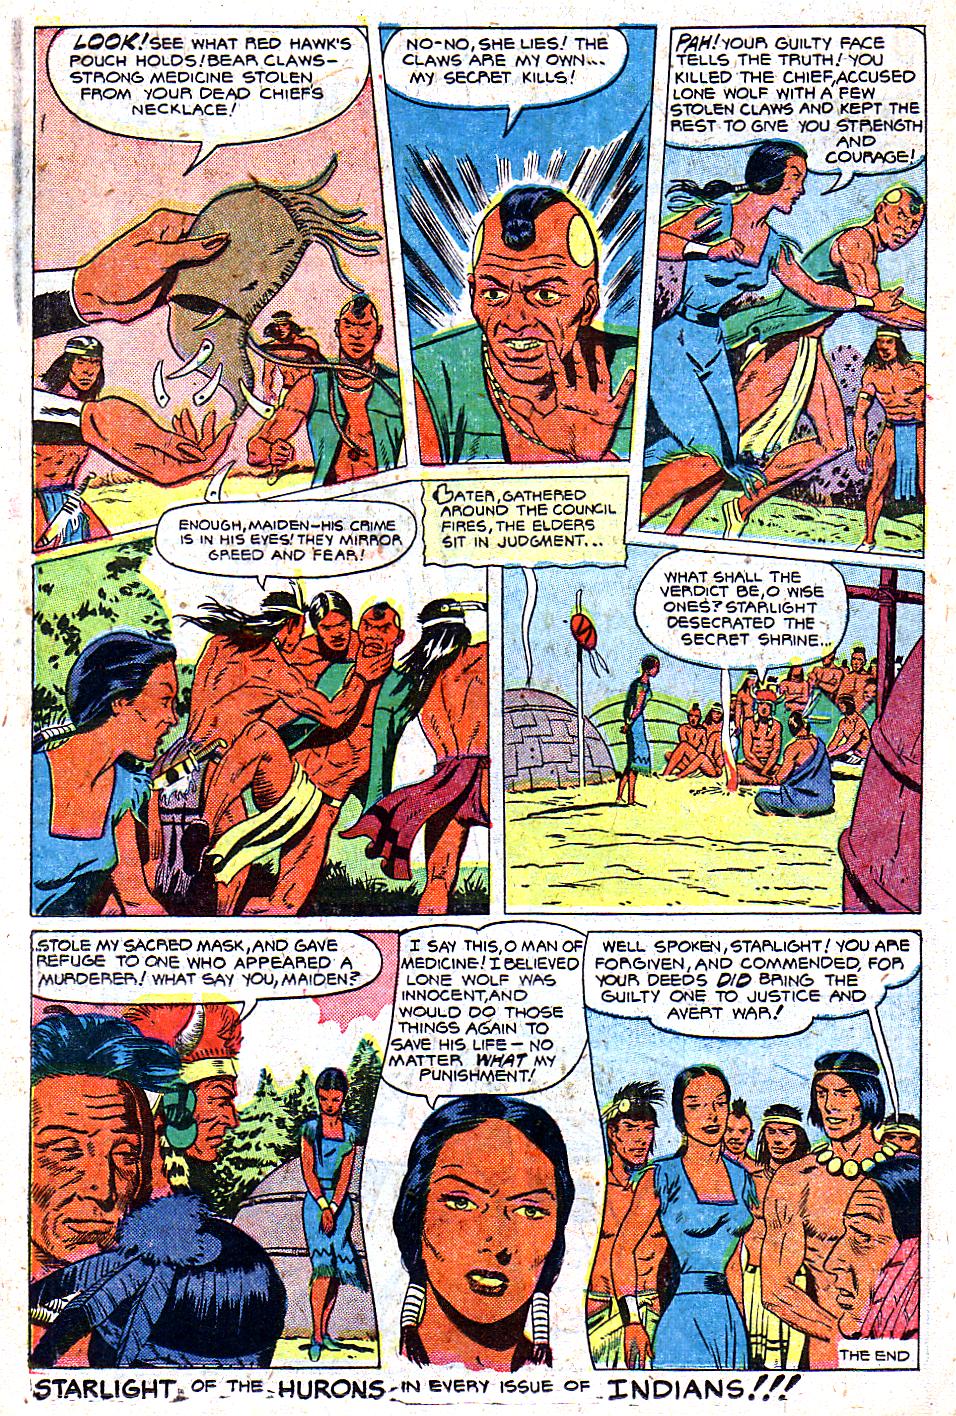 LOOK! SEE WHAT RED HAWK'S
POUCH HOLDS! BEAR CLAWS-
STRONG MEDICINE STOLEN
FROM YOUR DEAD CHIEF'S
NECKLACE!
NO-NO, SHE LIES! THE
CLAWS ARE MY OWN...
MY SECRET KILLS!
PAH! YOUR GUILTY FACE
TELLS THE TRUTH! YOU
KILLED THE CHIEF, ACCUSED
LONE WOLF WITH A FEW
STOLEN CLAWS AND KEPT THE
REST TO GIVE YOU STRENGTH
AND
COURAGE!
ENOUGH, MAIDEN-HIS CRIME
IS IN HIS EYES! THEY MIRROR
GREED AND FEAR!
LATER, GATHERED
AROUND THE COUNCIL
FIRES, THE ELDERS
SIT IN JUDGMENT...
WHAT SHALL THE
VERDICT BE, O WISE
ONES? STARLIGHT
DESECRATED THE
SECRET SHRINE...
STOLE MY SACRED MASK, AND GAVE
REFUGE TO ONE WHO APPEARED A
MURDERER! WHAT SAY YOU, MAIDEN?
I SAY THIS, O MAN OF
MEDICINE! I BELIEVED
LONE WOLF WAS
INNOCENT, AND
WOULD DO THOSE
THINGS AGAIN TO
SAVE HIS LIFE - NO
MATTER WHAT MY
PUNISHMENT!
WELL SPOKEN, STARLIGHT! YOU ARE
FORGIVEN, AND COMMENDED, FOR
YOUR DEEDS DID BRING THE
GUILTY ONE TO JUSTICE AND
AVERT WAR!
THE END
STARLIGHT OF THE HURONS - IN EVERY ISSUE OF INDIANS!!!